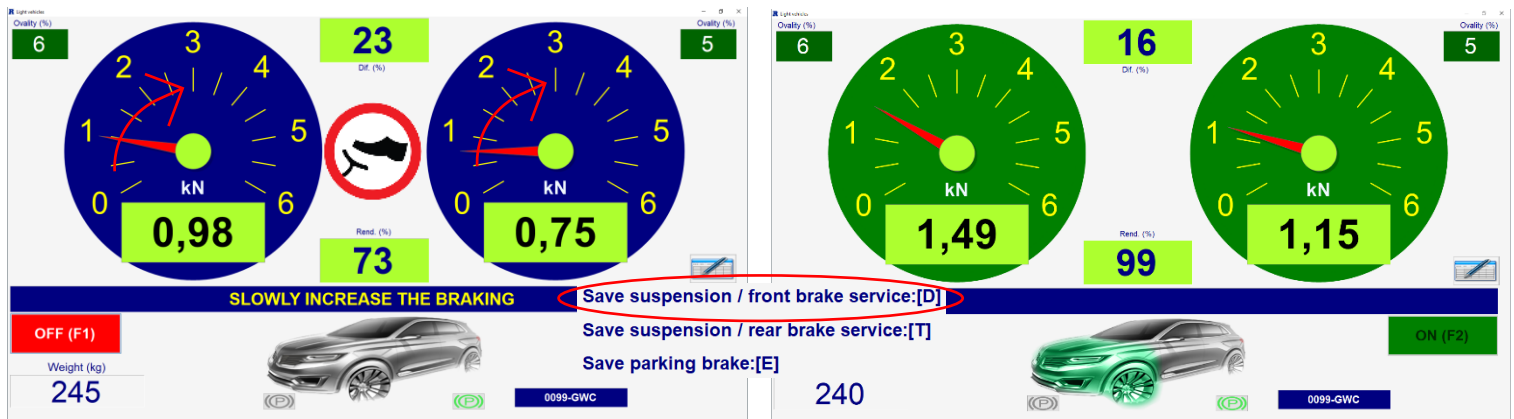 Light vehicles
Ovality (%)
6
23
Dif. (%)
Ovality (%)
5
0
1
2
3
4
5
6
kN
0,98
0
1
2
3
4
5
6
kN
0,75
Rend. (%)
73
SLOWLY INCREASE THE BRAKING
OFF (F1)
Weight (kg)
245
(P)
(P)
0099-GWC
Save suspension / front brake service:[D]
Save suspension / rear brake service:[T]
Save parking brake:[E]
Light vehicles
Ovality (%)
6
16
Dif. (%)
Ovality (%)
5
0
1
2
3
4
5
6
kN
1,49
0
1
2
3
4
5
6
kN
1,15
Rend. (%)
99
ON (F2)
240
(P)
(P)
0099-GWC